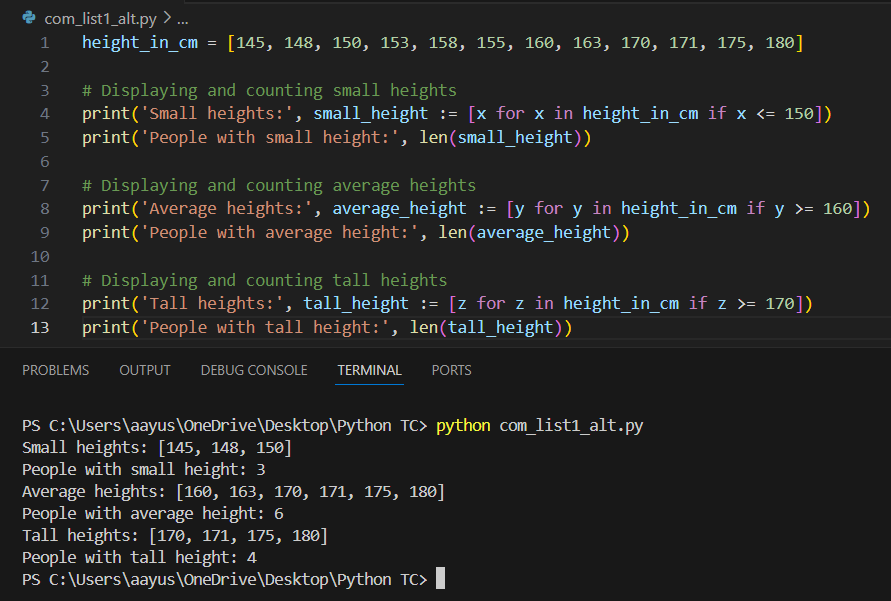 com_list1_alt.py > ...
1 height_in_cm = [145, 148, 150, 153, 158, 155, 160, 163, 170, 171, 175, 180]
2
3 # Displaying and counting small heights
4 print('Small heights:', small_height := [x for x in height_in_cm if x <= 150])
5 print('People with small height:', len(small_height))
6
7 # Displaying and counting average heights
8 print('Average heights:', average_height := [y for y in height_in_cm if y >= 160])
9 print('People with average height:', len(average_height))
10
11 # Displaying and counting tall heights
12 print('Tall heights:', tall_height := [z for z in height_in_cm if z >= 170])
13 print('People with tall height:', len(tall_height))
PROBLEMS OUTPUT DEBUG CONSOLE TERMINAL PORTS
PS C:\Users\aayus\OneDrive\Desktop\Python TC> python com_list1_alt.py
Small heights: [145, 148, 150]
People with small height: 3
Average heights: [160, 163, 170, 171, 175, 180]
People with average height: 6
Tall heights: [170, 171, 175, 180]
People with tall height: 4
PS C:\Users\aayus\OneDrive\Desktop\Python TC>